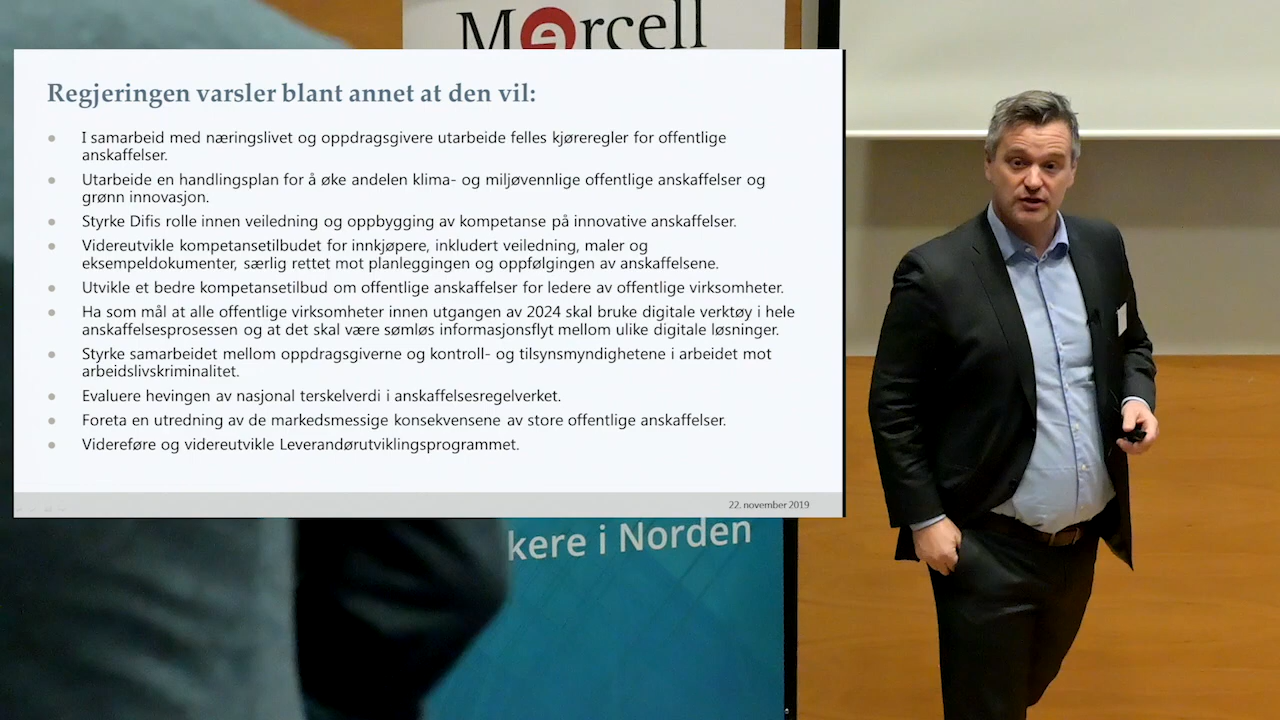 Mercell
Regjeringen varsler blant annet at den vil:
I samarbeid med næringslivet og oppdragsgivere utarbeide felles kjøreregler for offentlige
anskaffelser.
Utarbeide en handlingsplan for å øke andelen klima- og miljøvennlige offentlige anskaffelser og
grønn innovasjon.
Styrke Difis rolle innen veiledning og oppbygging av kompetanse på innovative anskaffelser.
Videreutvikle kompetansetilbudet for innkjøpere, inkludert veiledning, maler og
eksempeldokumenter, særlig rettet mot planleggingen og oppfølgingen av anskaffelsene.
Utvikle et bedre kompetansetilbud om offentlige anskaffelser for ledere av offentlige virksomheter.
Ha som mål at alle offentlige virksomheter innen utgangen av 2024 skal bruke digitale verktøy i hele
anskaffelsesprosessen og at det skal være sømløs informasjonsflyt mellom ulike digitale løsninger.
Styrke samarbeidet mellom oppdragsgiverne og kontroll- og tilsynsmyndighetene i arbeidet mot
arbeidslivskriminalitet.
Evaluere hevingen av nasjonal terskelverdi i anskaffelsesregelverket.
Foreta en utredning av de markedsmessige konsekvensene av store offentlige anskaffelser.
Videreføre og videreutvikle Leverandørutviklingsprogrammet.
22. november 2019
kere i Norden